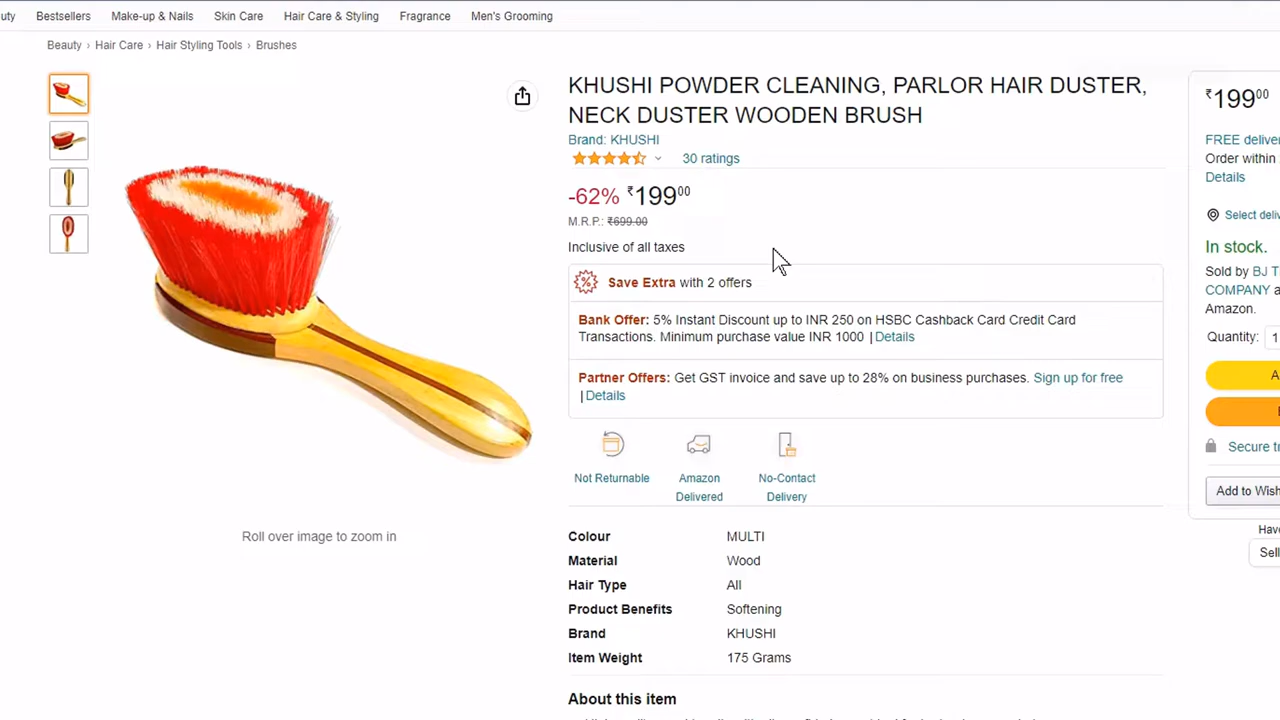 Bestsellers Make-up & Nails Skin Care Hair Care & Styling Fragrance Men's Grooming
Beauty › Hair Care › Hair Styling Tools › Brushes
KHUSHI POWDER CLEANING, PARLOR HAIR DUSTER,
NECK DUSTER WOODEN BRUSH
Brand: KHUSHI
30 ratings
-62% ₹19900
M.R.P.: ₹699.00
Inclusive of all taxes
Save Extra with 2 offers
Bank Offer: 5% Instant Discount up to INR 250 on HSBC Cashback Card Credit Card
Transactions. Minimum purchase value INR 1000 | Details
Partner Offers: Get GST invoice and save up to 28% on business purchases. Sign up for free
| Details
Not Returnable
Amazon
Delivered
No-Contact
Delivery
Roll over image to zoom in
Colour MULTI
Material Wood
Hair Type All
Product Benefits Softening
Brand KHUSHI
Item Weight 175 Grams
About this item
₹19900
FREE
Order within
Details
Select
In stock.
Sold by BJ
COMPANY
Amazon.
Quantity: 1
Secure
Add to Wish